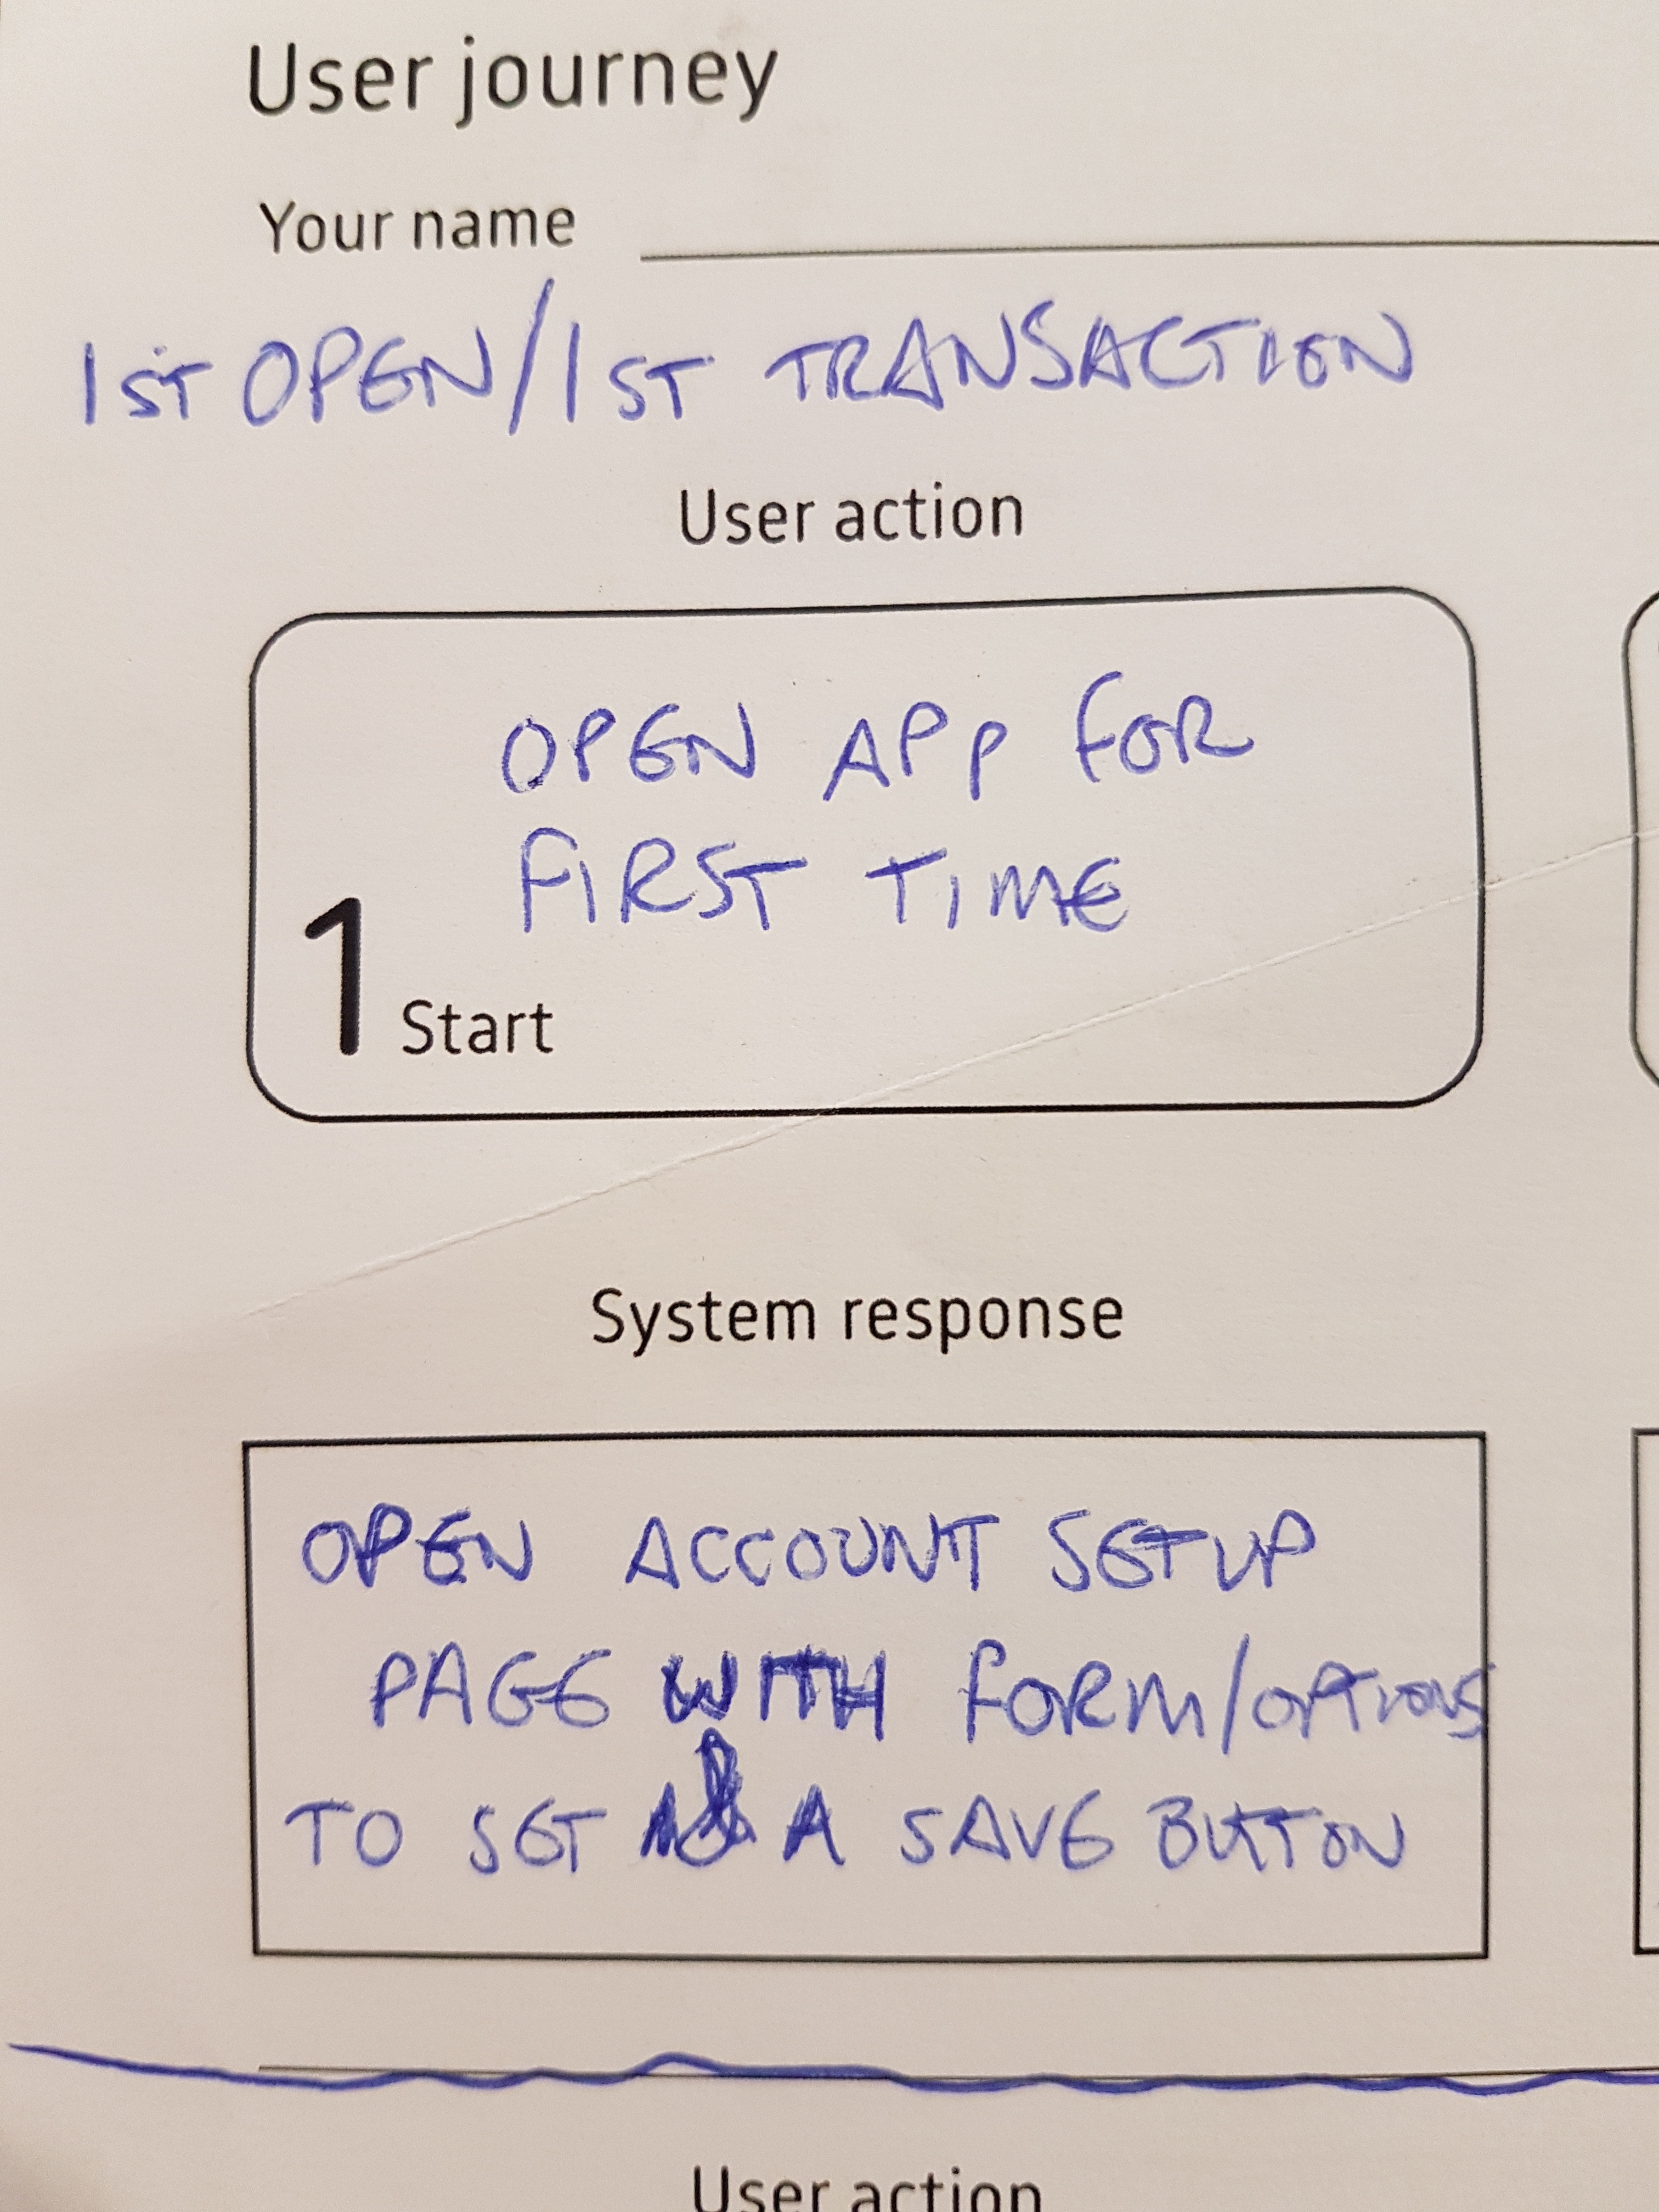 User journey
Your name
1ST OPEN/1ST TRANSACTION
User action
OPEN APP FOR
FIRST TIME
1 Start
System response
OPEN ACCOUNT SETUP
PAGE WITH FORM/OPTIONS
TO SET & A SAVE BUTTON
User action